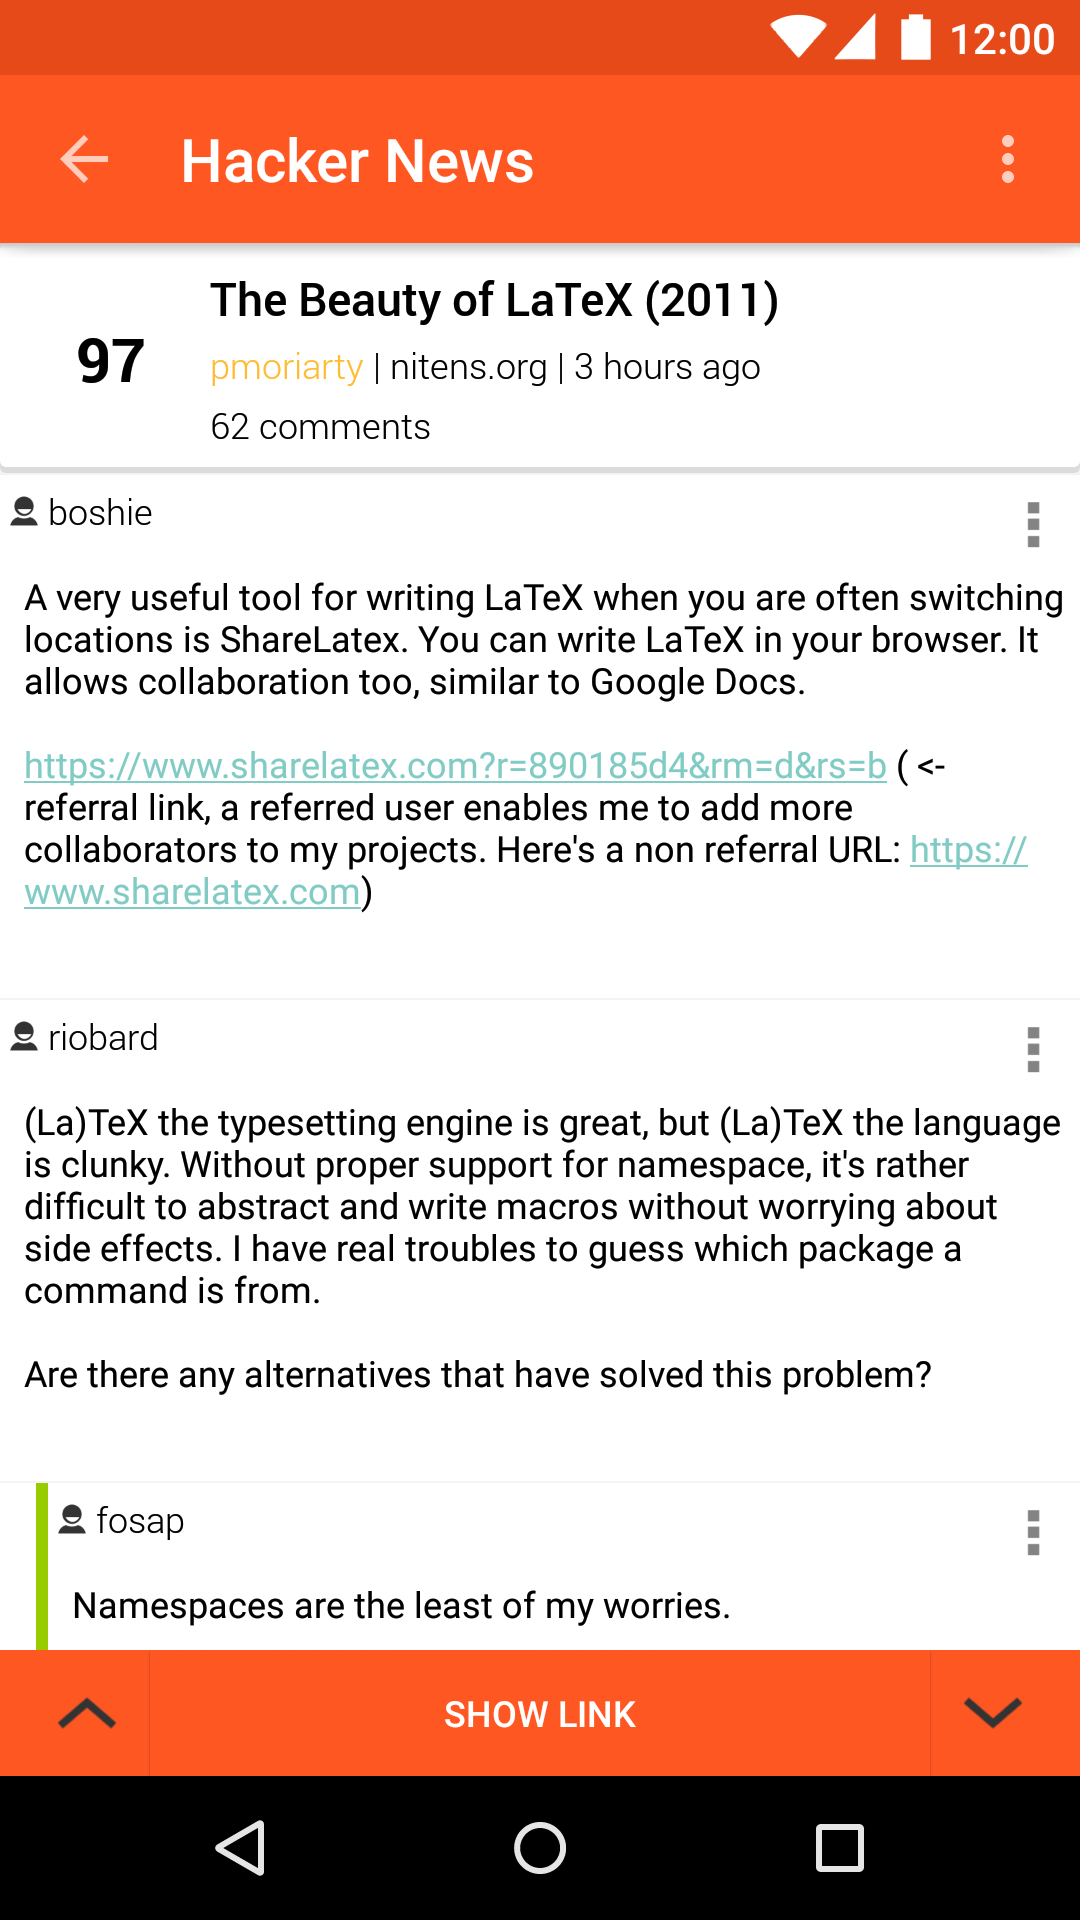 12:00
Hacker News
The Beauty of LaTeX (2011)
97
pmoriarty | nitens.org | 3 hours ago
62 comments
boshie
A very useful tool for writing LaTeX when you are often switching
locations is ShareLatex. You can write LaTeX in your browser. It
allows collaboration too, similar to Google Docs.
https://www.sharelatex.com?r=890185d4&rm=d&rs=b ( <-
referral link, a referred user enables me to add more
collaborators to my projects. Here's a non referral URL: https://
www.sharelatex.com)
riobard
(La)TeX the typesetting engine is great, but (La)TeX the language
is clunky. Without proper support for namespace, it's rather
difficult to abstract and write macros without worrying about
side effects. I have real troubles to guess which package a
command is from.
Are there any alternatives that have solved this problem?
fosap
Namespaces are the least of my worries.
SHOW LINK